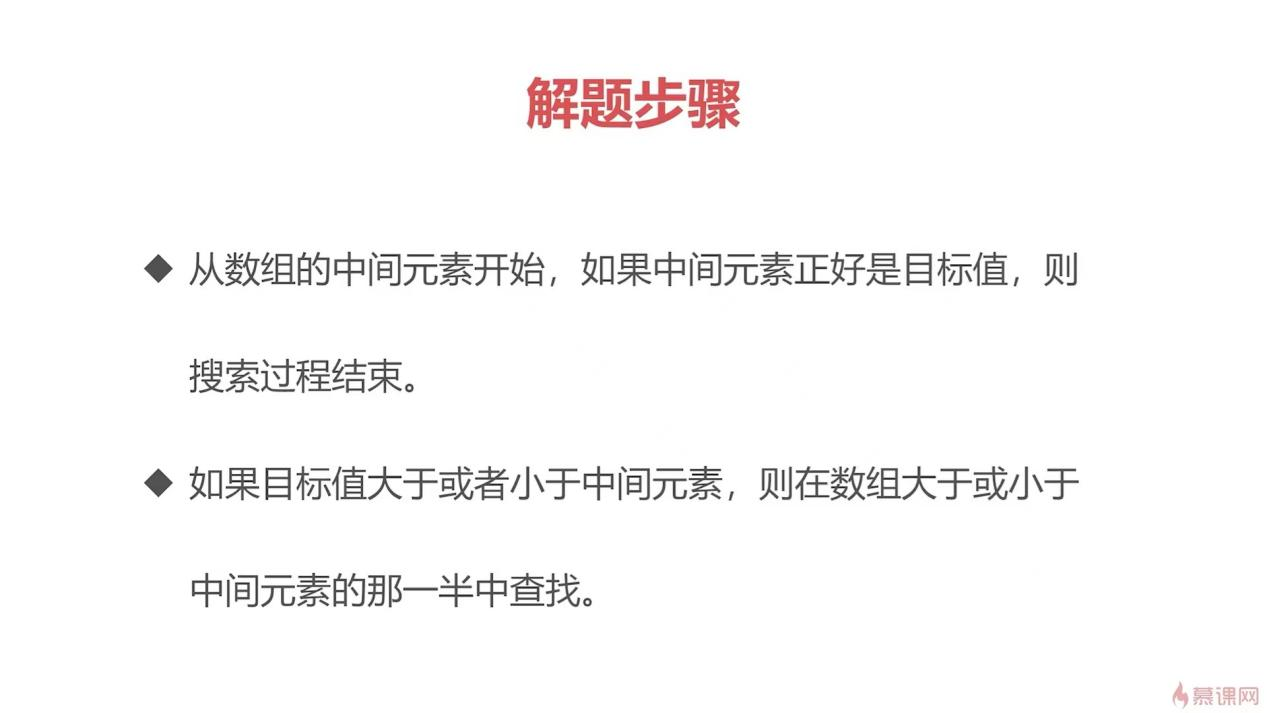 解题步骤
◆ 从数组的中间元素开始，如果中间元素正好是目标值，则
搜索过程结束。
◆ 如果目标值大于或者小于中间元素，则在数组大于或小于
中间元素的那一半中查找。
慕课网